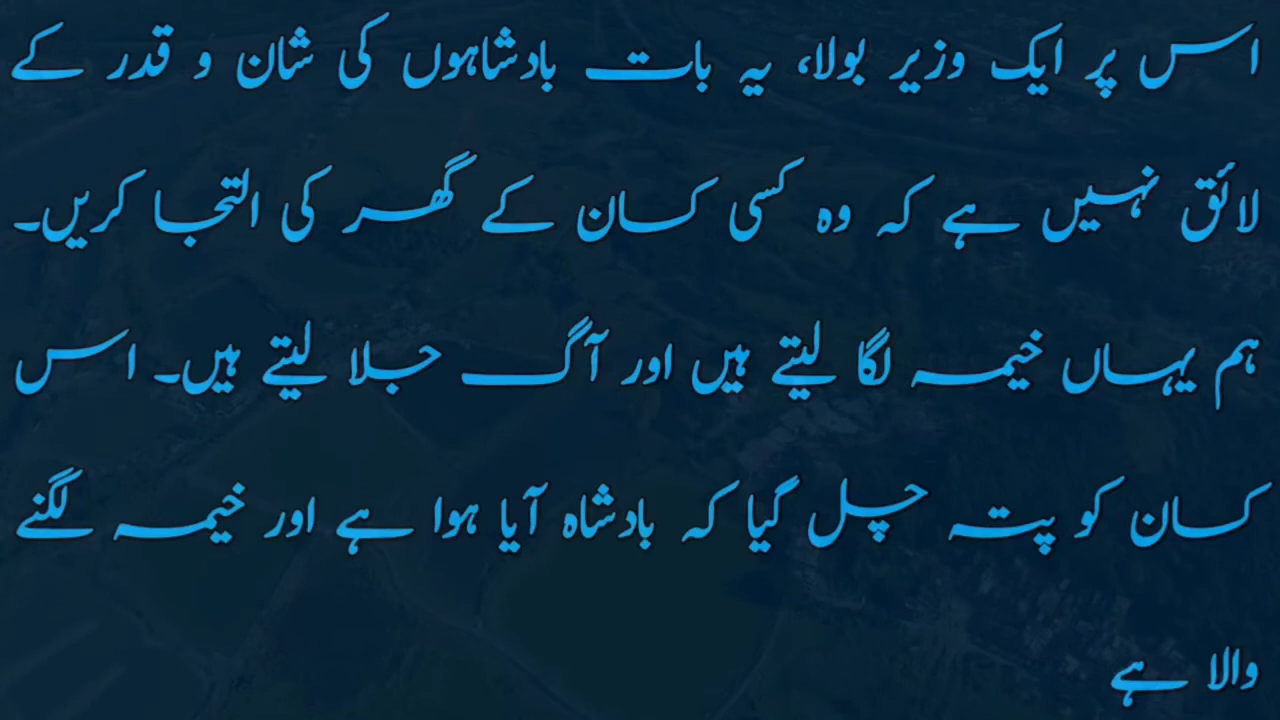 اس پر ایک وزیر بولا، یہ بات بادشاہوں کی شان و قدر کے
لائق نہیں ہے کہ وہ کسی کسان کے گھر کی التجا کریں۔
ہم یہاں خیمہ لگا لیتے ہیں اور آگ جلا لیتے ہیں۔ اس
کسان کو پتہ چل گیا کہ بادشاہ آیا ہوا ہے اور خیمہ لگنے
والا ہے